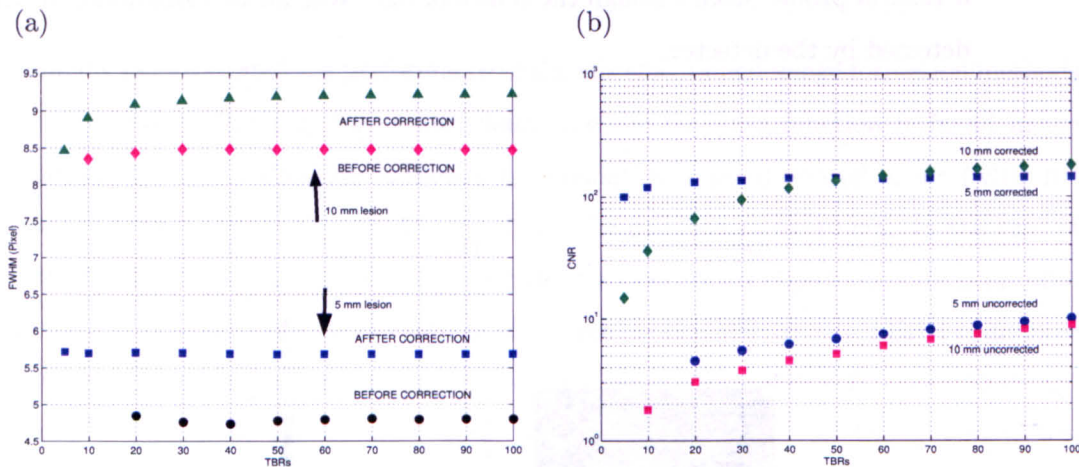 (a)
9.5
9
8.5
8
7.5
7
6.5
6
5.5
5
4.5
FWHM (Pixel)
AFFTER CORRECTION
BEFORE CORRECTION
10 mm lesion
5 mm lesion
AFFTER CORRECTION
BEFORE CORRECTION
0 10 20 30 40 50 60 70 80 90 100
TBRs
(b)
10³
10²
10¹
10⁰
CNR
10 mm corrected
5 mm corrected
5 mm uncorrected
10 mm uncorrected
0 10 20 30 40 50 60 70 80 90 100
TBRs